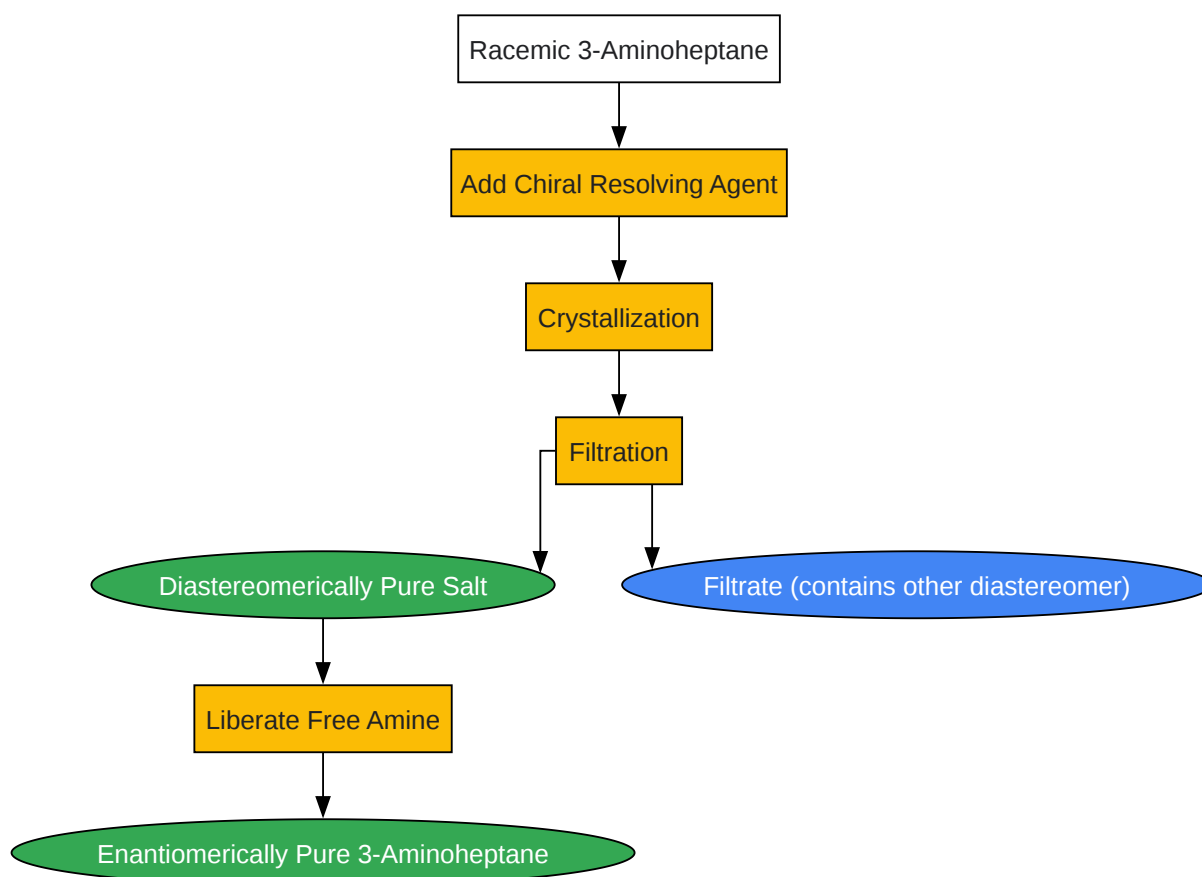 Racemic 3-Aminoheptane
Add Chiral Resolving Agent
Crystallization
Filtration
Diastereomerically Pure Salt
Filtrate (contains other diastereomer)
Liberate Free Amine
Enantiomerically Pure 3-Aminoheptane